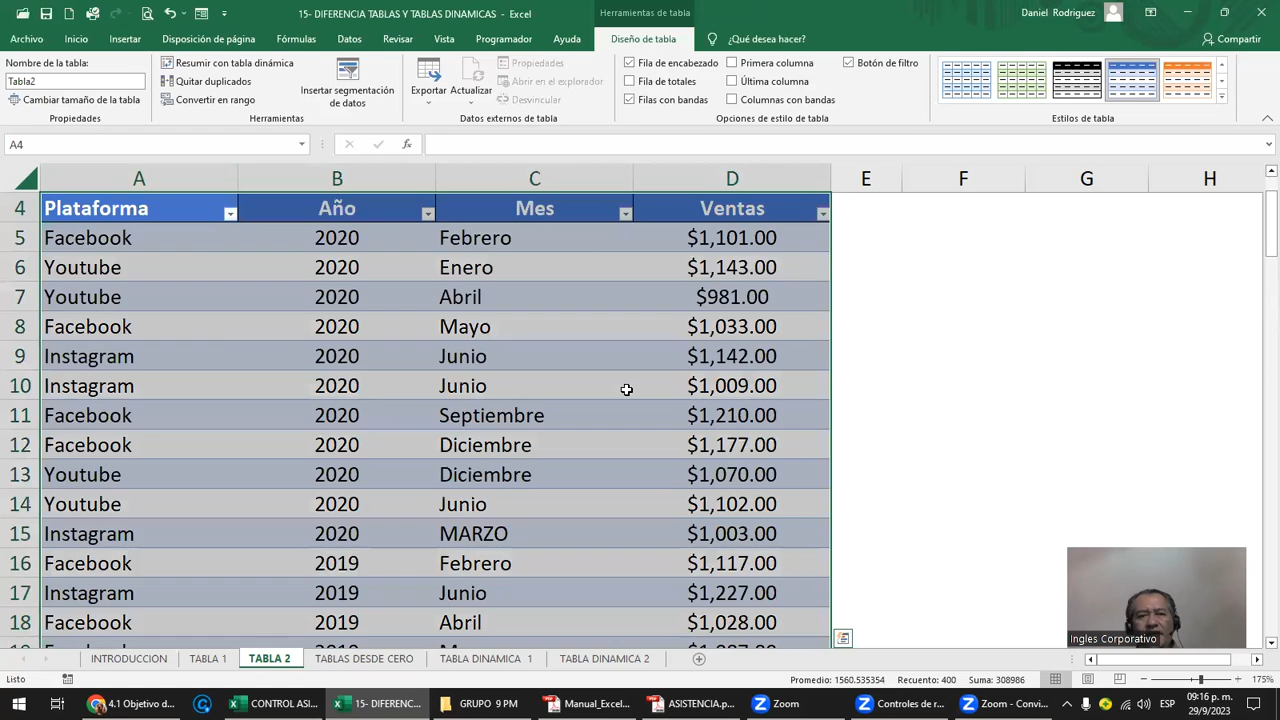 15- DIFERENCIA TABLAS Y TABLAS DINAMICAS - Excel
Herramientas de tabla
Daniel Rodriguez
Archivo Inicio Insertar Disposición de página Fórmulas Datos Revisar Vista Programador Ayuda Diseño de tabla ¿Qué desea hacer? Compartir
Nombre de la tabla:
Tabla2
Cambiar tamaño de la tabla
Propiedades
Resumir con tabla dinámica
Quitar duplicados
Convertir en rango
Insertar segmentación
de datos
Herramientas
Exportar Actualizar
Propiedades
Abrir en el explorador
Desvincular
Datos externos de tabla
Fila de encabezado Primera columna Botón de filtro
Fila de totales Última columna
Filas con bandas Columnas con bandas
Opciones de estilo de tabla
Estilos de tabla
A4 fx
A B C D E F G H
4 Plataforma Año Mes Ventas
5 Facebook 2020 Febrero $1,101.00
6 Youtube 2020 Enero $1,143.00
7 Youtube 2020 Abril $981.00
8 Facebook 2020 Mayo $1,033.00
9 Instagram 2020 Junio $1,142.00
10 Instagram 2020 Junio $1,009.00
11 Facebook 2020 Septiembre $1,210.00
12 Facebook 2020 Diciembre $1,177.00
13 Youtube 2020 Diciembre $1,070.00
14 Youtube 2020 Junio $1,102.00
15 Instagram 2020 MARZO $1,003.00
16 Facebook 2019 Febrero $1,117.00
17 Instagram 2019 Junio $1,227.00
18 Facebook 2019 Abril $1,028.00
Ingles Corporativo
INTRODUCCION TABLA 1 TABLA 2 TABLAS DESDE CERO TABLA DINAMICA 1 TABLA DINAMICA 2
Listo Promedio: 1560.535354 Recuento: 400 Suma: 308986 175%
4.1 Objetivo d... CONTROL ASI... 15- DIFERENC... GRUPO 9 PM Manual_Excel... ASISTENCIA.p... Zoom Controles de r... Zoom - Convi... ESP 09:16 p. m.
29/9/2023